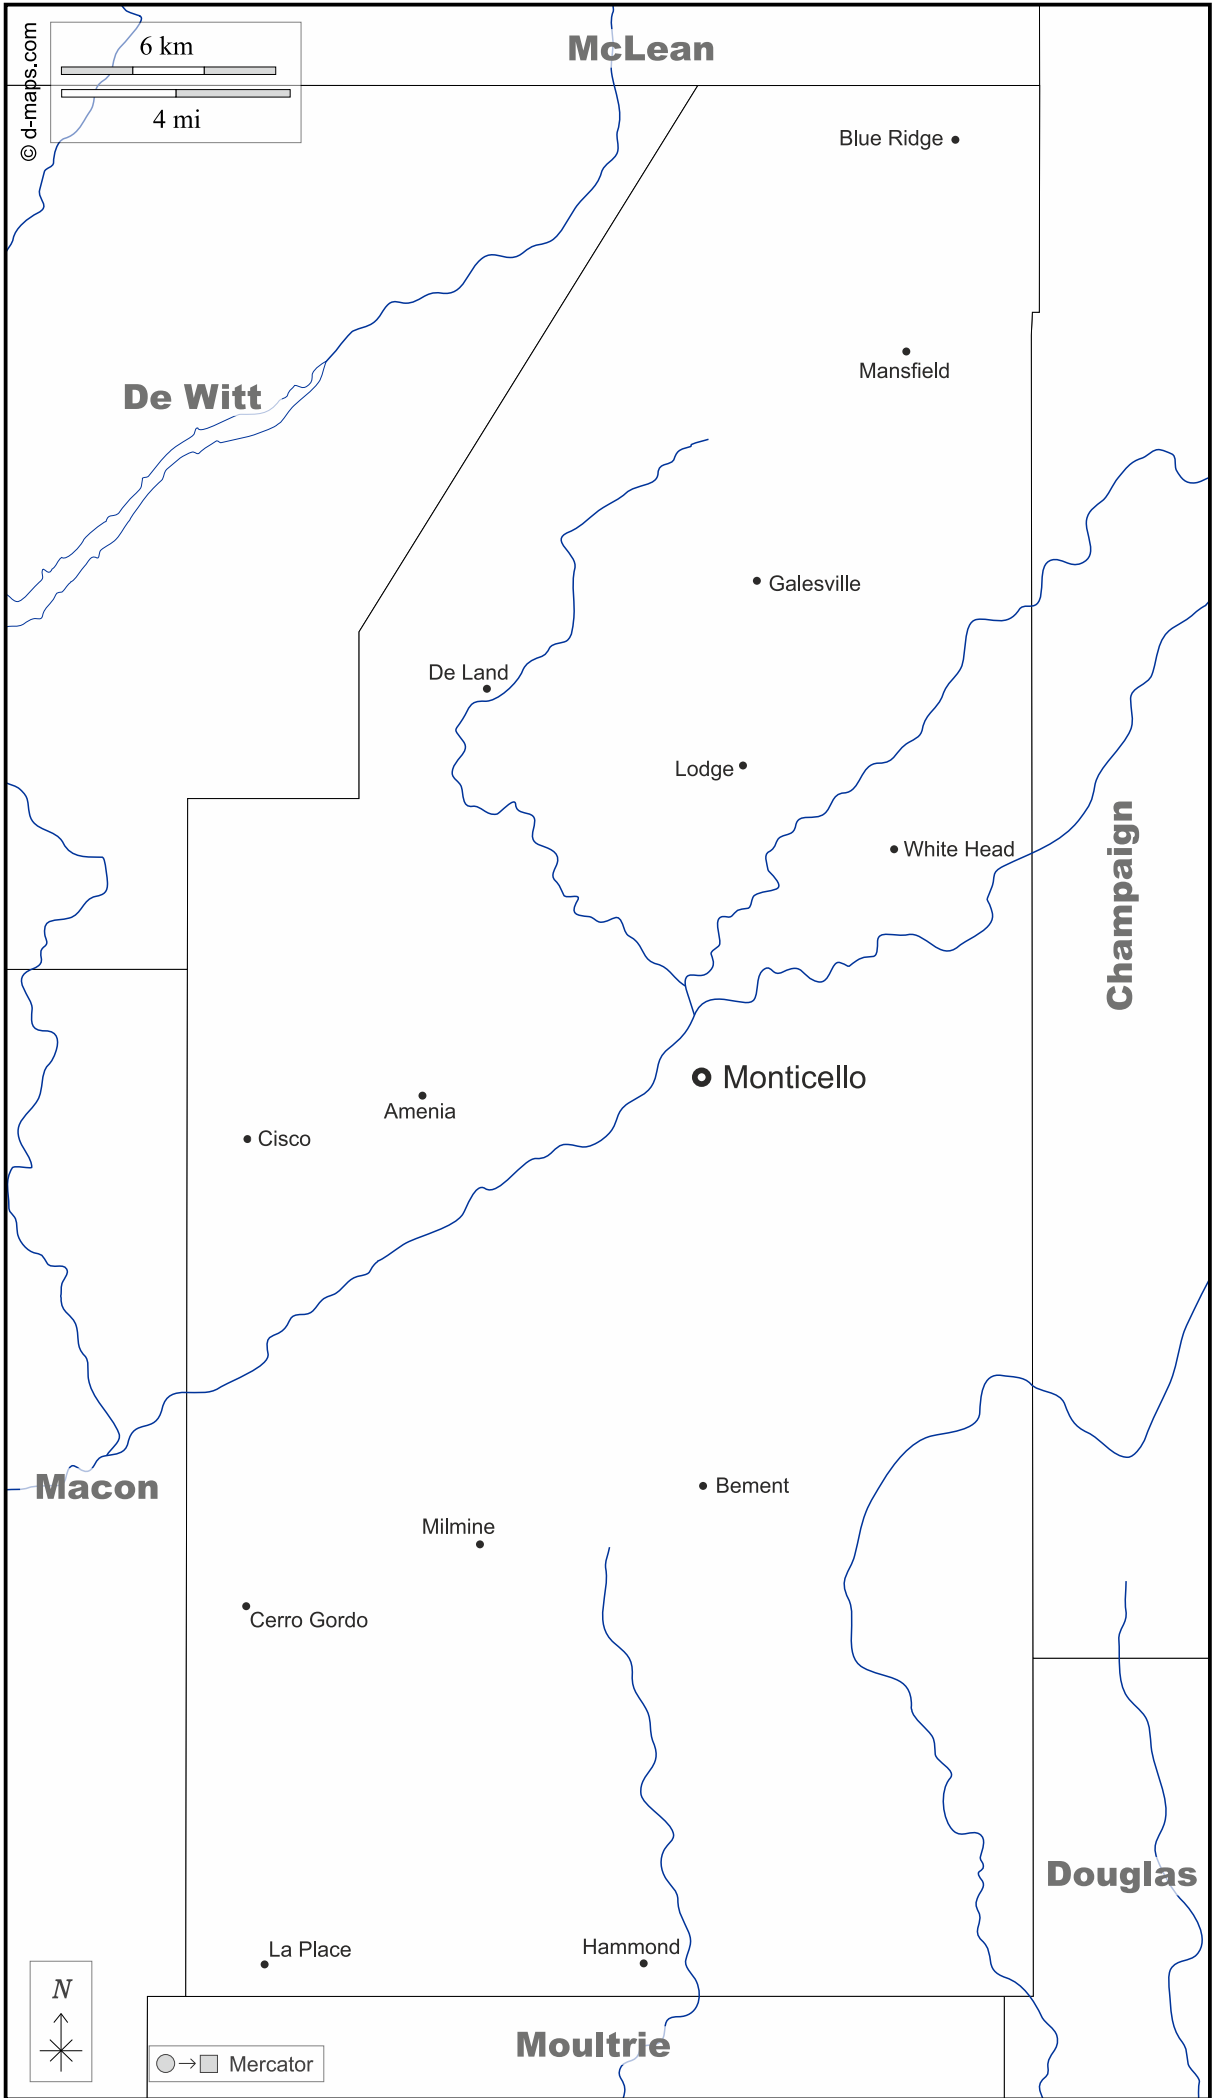 © d-maps.com
6 km
4 mi
McLean
Blue Ridge
Mansfield
De Witt
Galesville
De Land
Lodge
White Head
Champaign
Monticello
Amenia
Cisco
Macon
Bement
Milmine
Cerro Gordo
Douglas
La Place
Hammond
N
Moultrie
Mercator